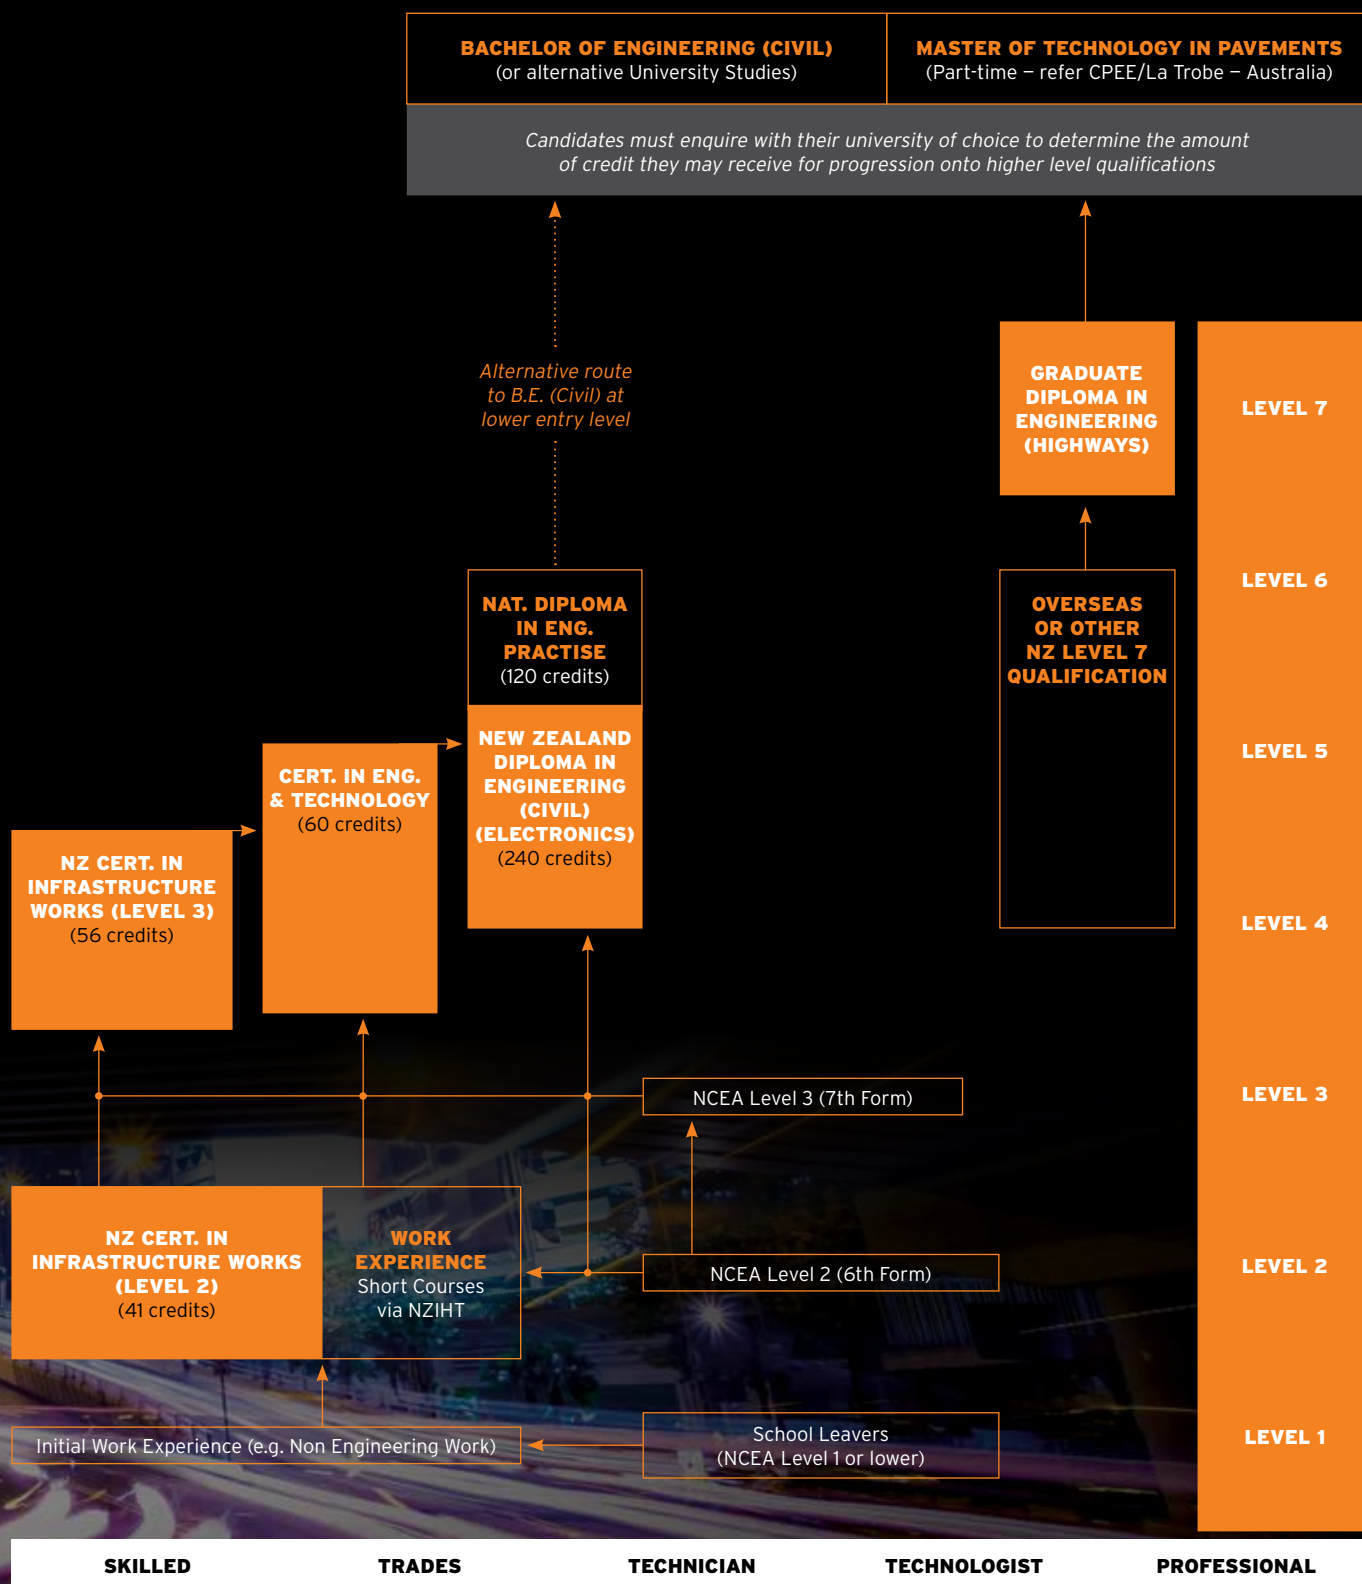 BACHELOR OF ENGINEERING (CIVIL)
(or alternative University Studies)
MASTER OF TECHNOLOGY IN PAVEMENTS
(Part-time – refer CPEE/La Trobe – Australia)
Candidates must enquire with their university of choice to determine the amount
of credit they may receive for progression onto higher level qualifications
Alternative route
to B.E. (Civil) at
lower entry level
GRADUATE
DIPLOMA IN
ENGINEERING
(HIGHWAYS)
LEVEL 7
NAT. DIPLOMA
IN ENG.
PRACTISE
(120 credits)
OVERSEAS
OR OTHER
NZ LEVEL 7
QUALIFICATION
LEVEL 6
NEW ZEALAND
DIPLOMA IN
ENGINEERING
(CIVIL)
(ELECTRONICS)
(240 credits)
LEVEL 5
CERT. IN ENG.
& TECHNOLOGY
(60 credits)
NZ CERT. IN
INFRASTRUCTURE
WORKS (LEVEL 3)
(56 credits)
LEVEL 4
NCEA Level 3 (7th Form)
LEVEL 3
NZ CERT. IN
INFRASTRUCTURE WORKS
(LEVEL 2)
(41 credits)
WORK
EXPERIENCE
Short Courses
via NZIHT
NCEA Level 2 (6th Form)
LEVEL 2
Initial Work Experience (e.g. Non Engineering Work)
School Leavers
(NCEA Level 1 or lower)
LEVEL 1
SKILLED
TRADES
TECHNICIAN
TECHNOLOGIST
PROFESSIONAL